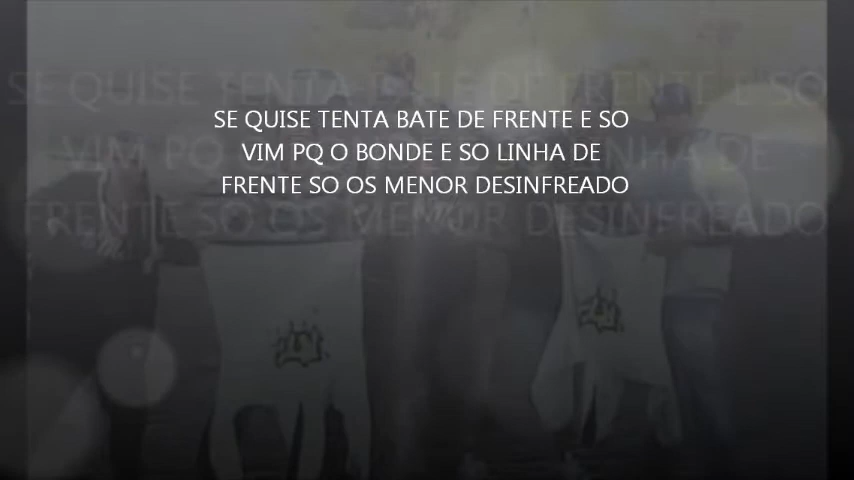 SE QUISE TENTA BATE DE FRENTE E SO
VIM PQ O BONDE E SO LINHA DE
FRENTE SO OS MENOR DESINFREADO